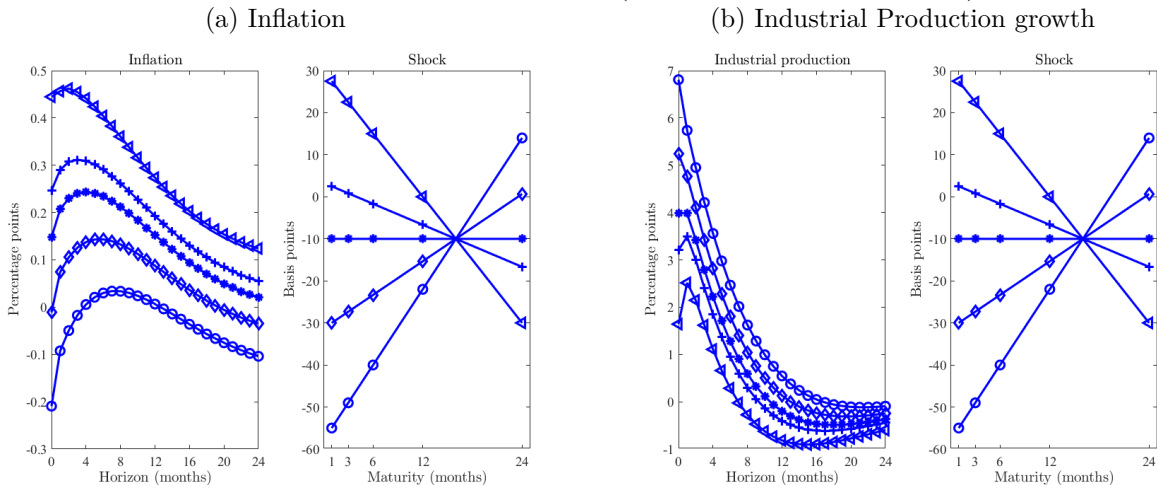 (a) Inflation
(b) Industrial Production growth
Inflation
Percentage points
0.5
0.4
0.3
0.2
0.1
0
-0.1
-0.2
-0.3
0 4 8 12 16 20 24
Horizon (months)
Shock
Basis points
30
20
10
0
-10
-20
-30
-40
-50
-60
1 3 6 12 24
Maturity (months)
Industrial production
Percentage points
7
6
5
4
3
2
1
0
-1
0 4 8 12 16 20 24
Horizon (months)
Shock
Basis points
30
20
10
0
-10
-20
-30
-40
-50
-60
1 3 6 12 24
Maturity (months)